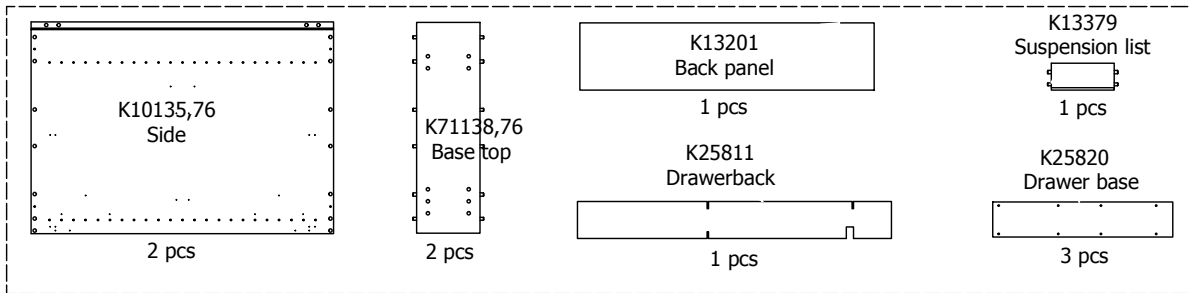 K10135,76
Side
2 pcs
K71138,76
Base top
2 pcs
K13201
Back panel
1 pcs
K13379
Suspension list
1 pcs
K25811
Drawerback
1 pcs
K25820
Drawer base
3 pcs